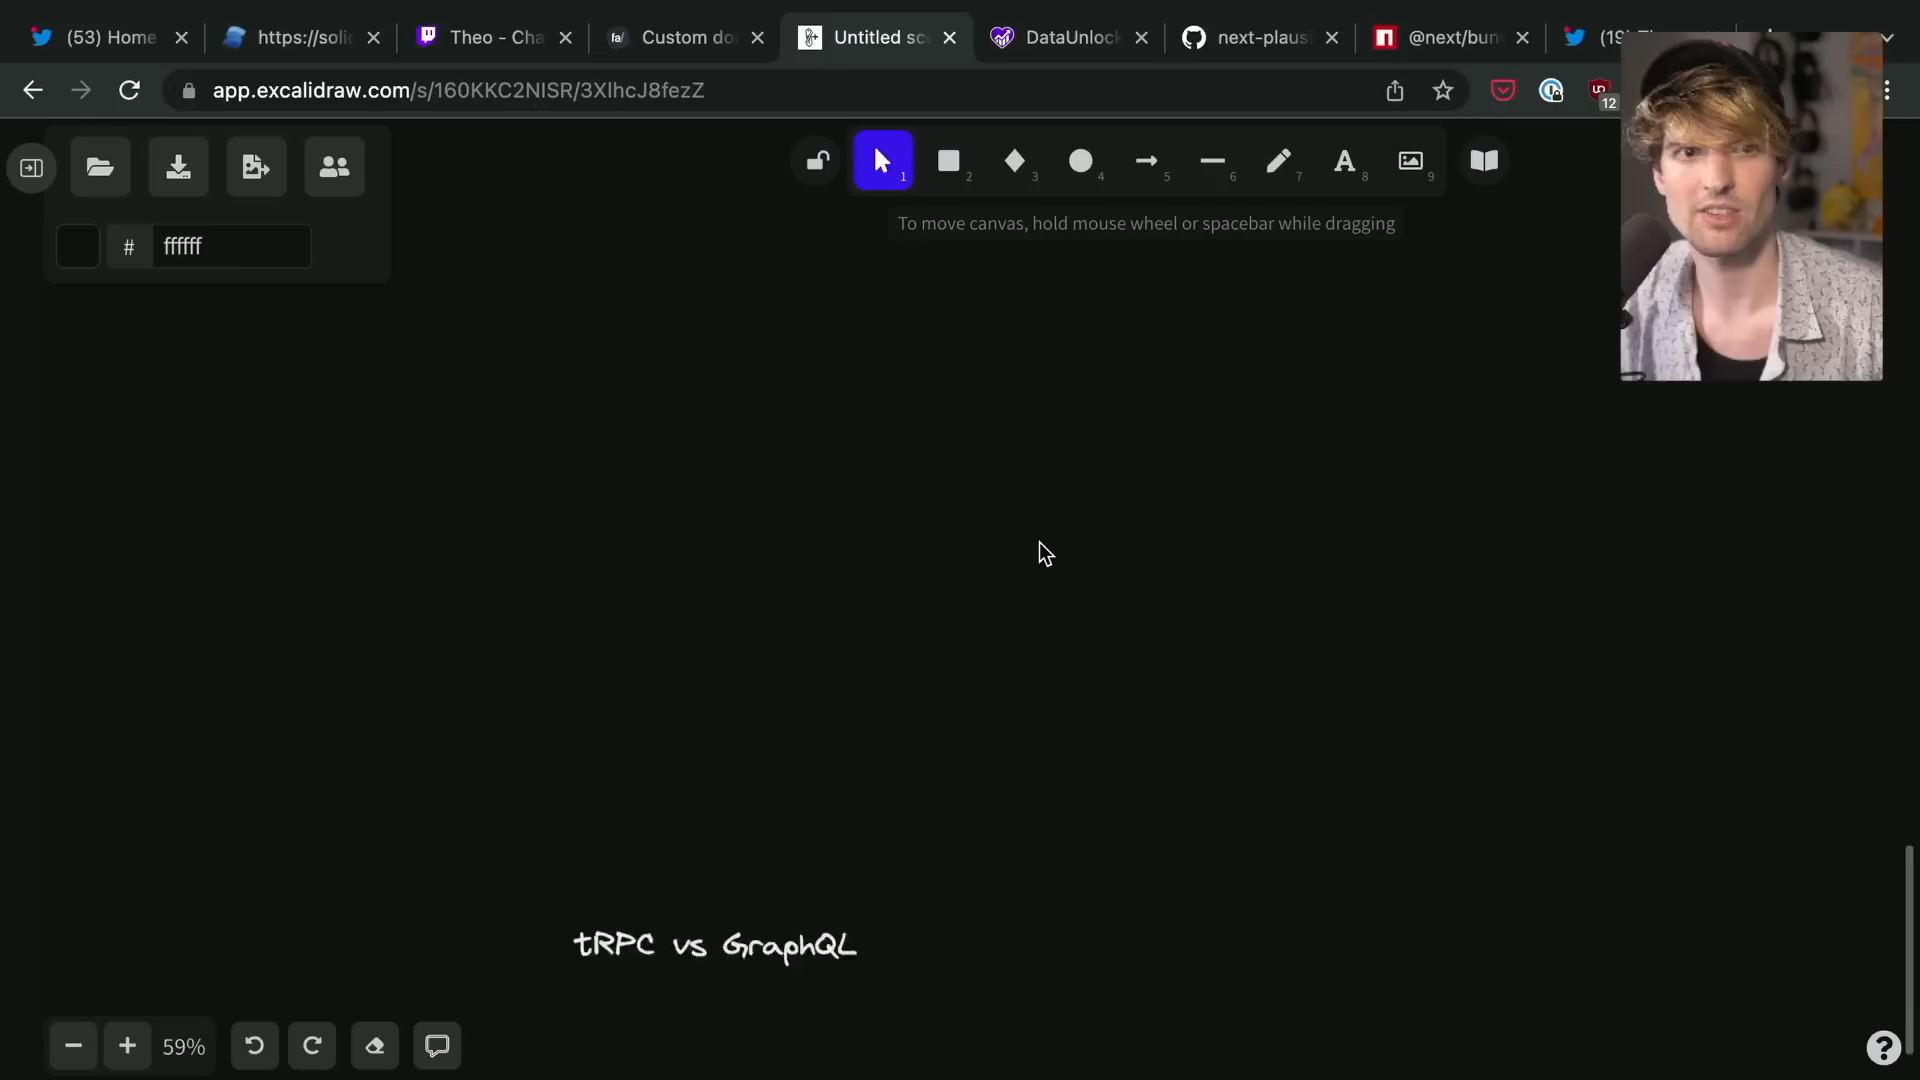 (53) Home
https://soli
Theo - Cha
Custom do
Untitled sc
DataUnlock
next-plaus
@next/bun
(19)
app.excalidraw.com/s/160KKC2NISR/3XlhcJ8fezZ
12
1 2 3 4 5 6 7 A 8 9
To move canvas, hold mouse wheel or spacebar while dragging
# ffffff
tRPC vs GraphQL
59%
?